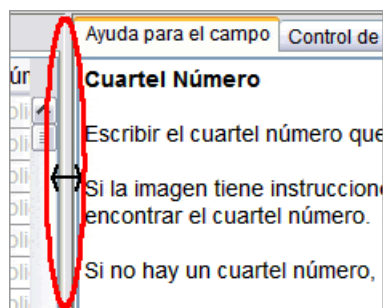 Ayuda para el campo
Control de
Cuartel Número
Escribir el cuartel número que
Si la imagen tiene instruccion
encontrar el cuartel número.
Si no hay un cuartel número,